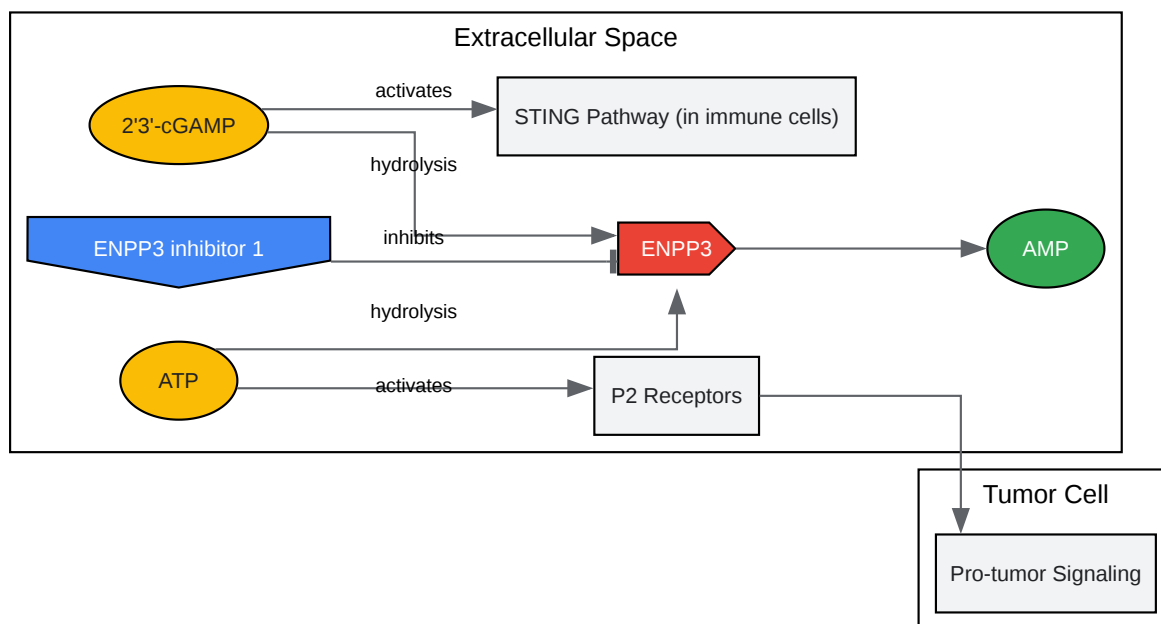 Extracellular Space
activates
2'3'-cGAMP
STING Pathway (in immune cells)
hydrolysis
inhibits
ENPP3 inhibitor 1
ENPP3
AMP
hydrolysis
ATP
activates
P2 Receptors
Tumor Cell
Pro-tumor Signaling